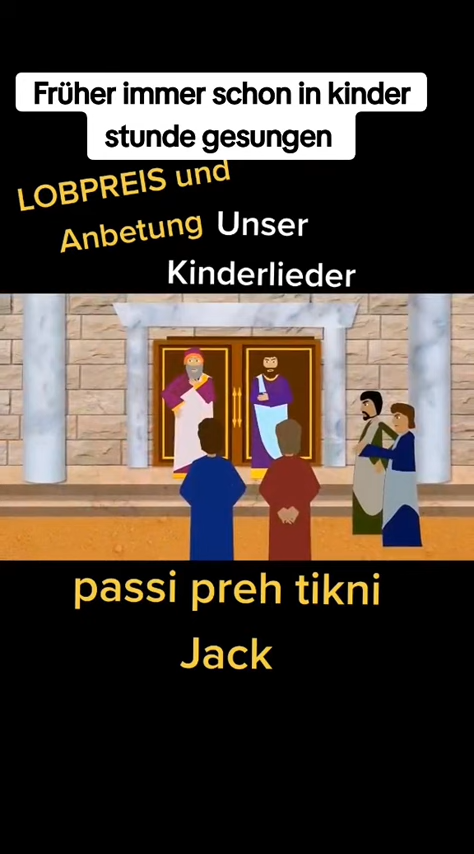 Früher immer schon in kinder
stunde gesungen
LOBPREIS und
Anbetung Unser
Kinderlieder
passi preh tikni
Jack